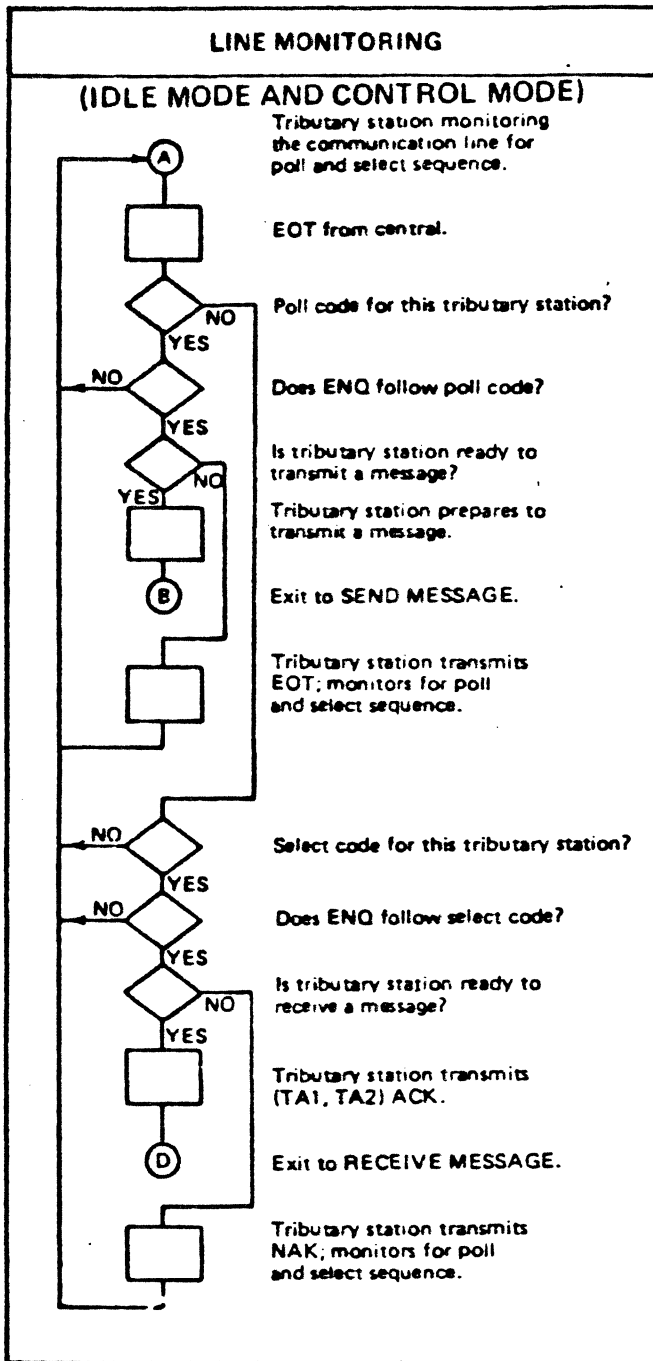 LINE MONITORING
(IDLE MODE AND CONTROL MODE)
Tributary station monitoring
the communication line for
poll and select sequence.
A
EOT from central.
Poll code for this tributary station?
NO
YES
NO
Does ENQ follow poll code?
YES
Is tributary station ready to
transmit a message?
NO
YES
Tributary station prepares to
transmit a message.
B
Exit to SEND MESSAGE.
Tributary station transmits
EOT; monitors for poll
and select sequence.
NO
Select code for this tributary station?
YES
NO
Does ENQ follow select code?
YES
Is tributary station ready to
receive a message?
NO
YES
Tributary station transmits
(TA1, TA2) ACK.
D
Exit to RECEIVE MESSAGE.
Tributary station transmits
NAK; monitors for poll
and select sequence.